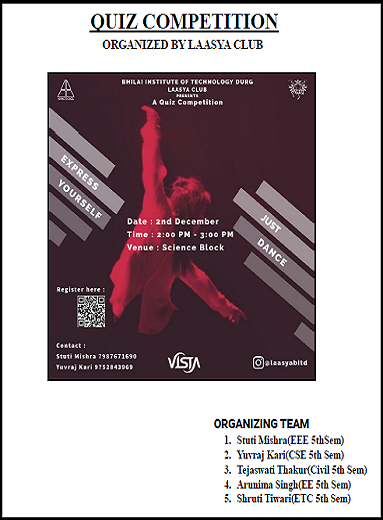 QUIZ COMPETITION
ORGANIZED BY LAASYA CLUB
BHILAI INSTITUTE OF TECHNOLOGY DURG
LAASYA CLUB
PRESENTS
A Quiz Competition
EXPRESS
YOURSELF
JUST
DANCE
Date : 2nd December
Time : 2:00 PM - 3:00 PM
Venue : Science Block
Register here :
Contact :
Stuti Mishra 7987671690
Yuvraj Kari 9752843969
VISTA
@laasyabitd
ORGANIZING TEAM
1. Stuti Mishra(EEE 5thSem)
2. Yuvraj Kari(CSE 5th Sem)
3. Tejaswati Thakur(Civil 5th Sem)
4. Arunima Singh(EE 5th Sem)
5. Shruti Tiwari(ETC 5th Sem)